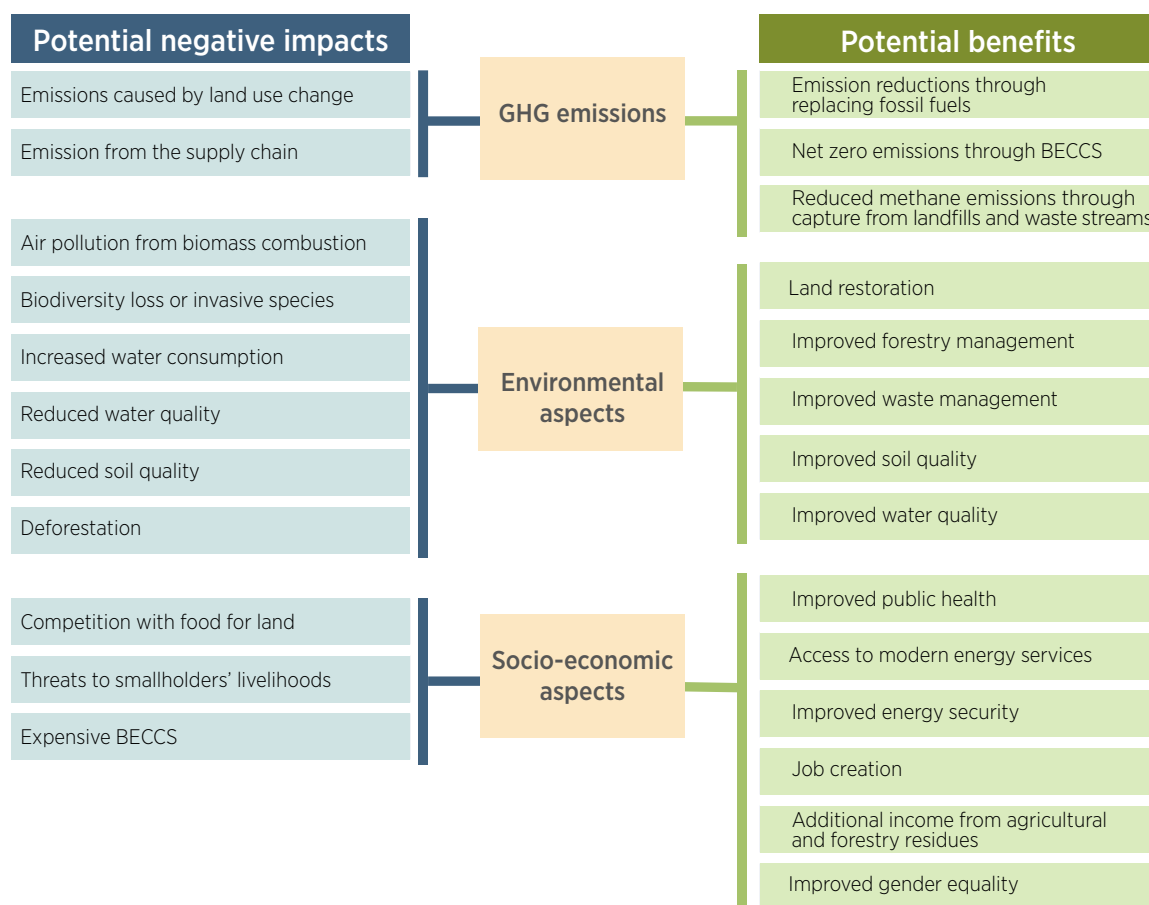 Potential negative impacts
Emissions caused by land use change
Emission from the supply chain
Air pollution from biomass combustion
Biodiversity loss or invasive species
Increased water consumption
Reduced water quality
Reduced soil quality
Deforestation
Competition with food for land
Threats to smallholders’ livelihoods
Expensive BECCS
GHG emissions
Environmental
aspects
Socio-economic
aspects
Potential benefits
Emission reductions through
replacing fossil fuels
Net zero emissions through BECCS
Reduced methane emissions through
capture from landfills and waste streams
Land restoration
Improved forestry management
Improved waste management
Improved soil quality
Improved water quality
Improved public health
Access to modern energy services
Improved energy security
Job creation
Additional income from agricultural
and forestry residues
Improved gender equality